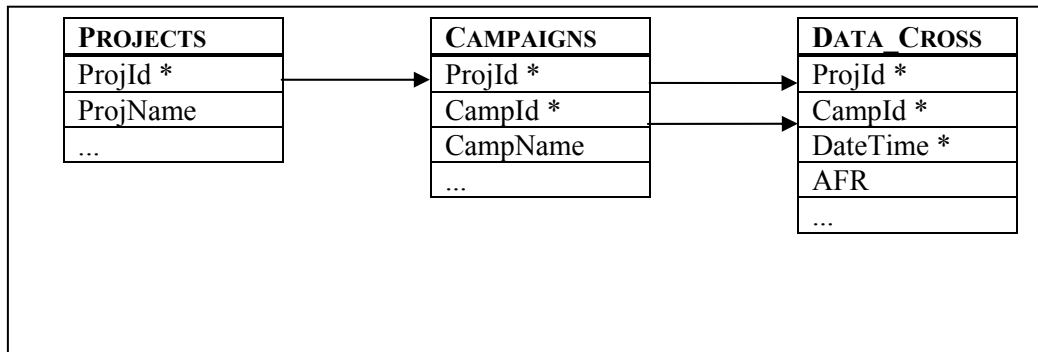 PROJECTS
ProjId *
ProjName
...
CAMPAIGNS
ProjId *
CampId *
CampName
...
DATA_CROSS
ProjId *
CampId *
DateTime *
AFR
...